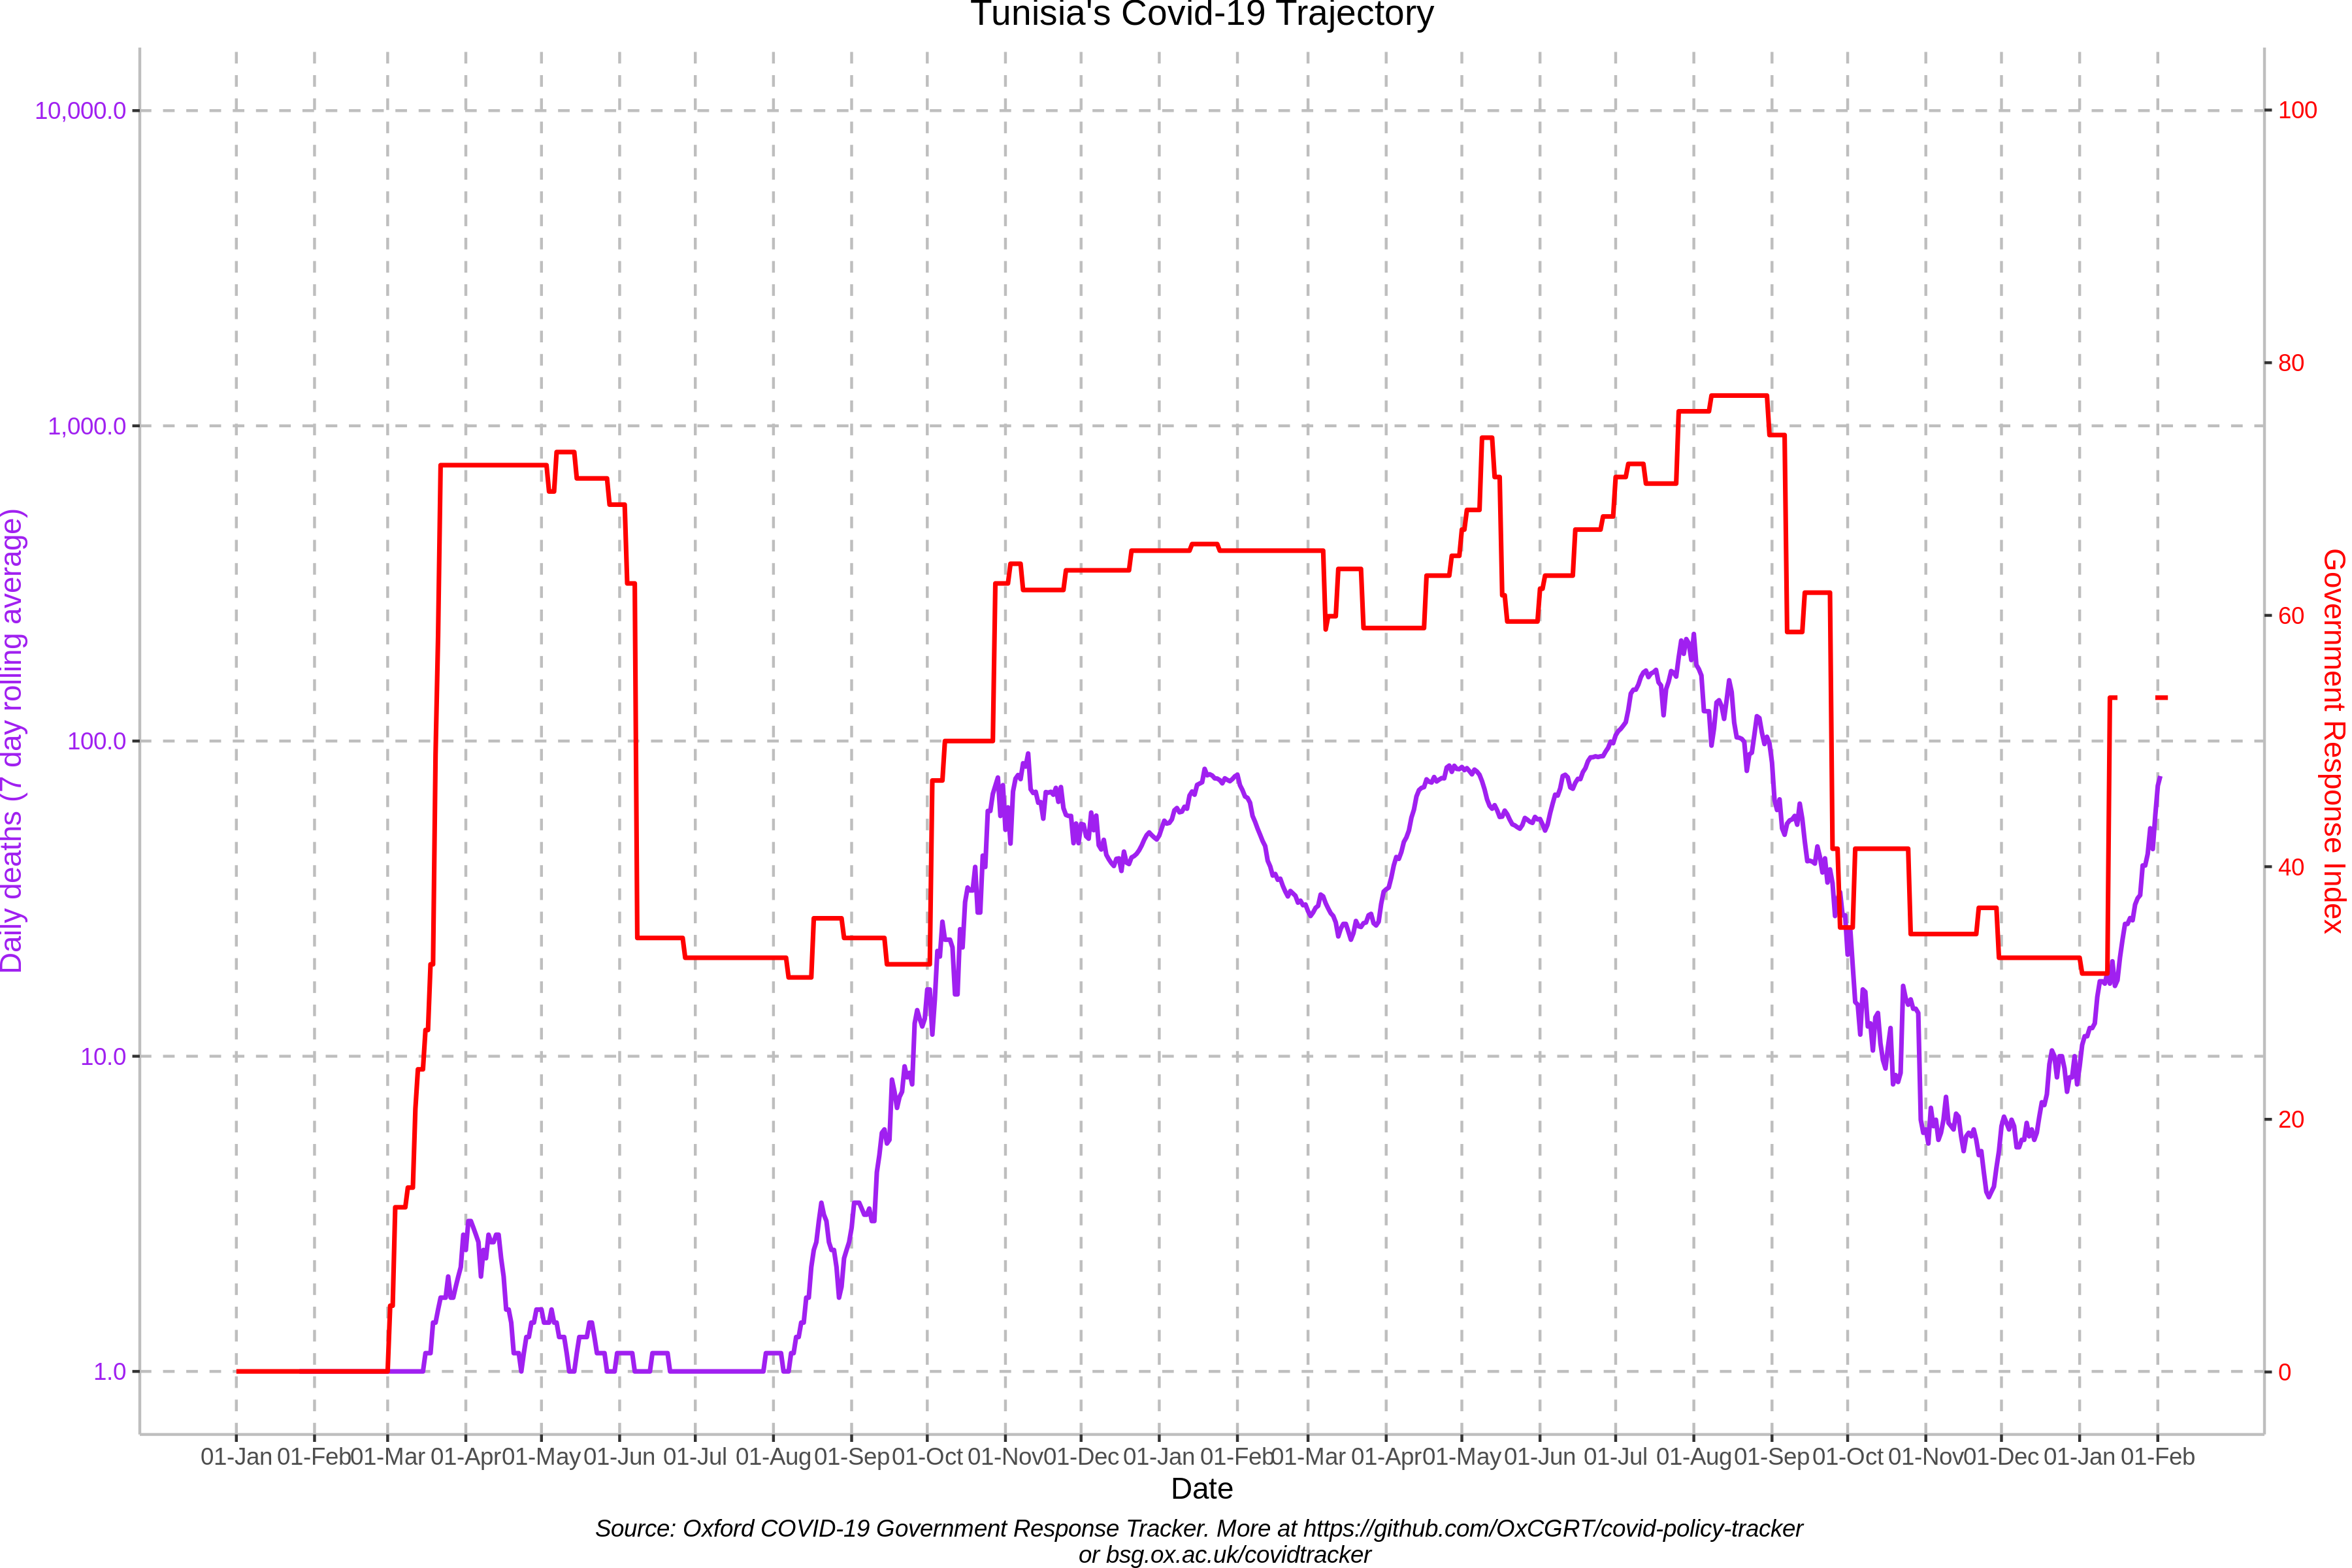 Tunisia's Covid-19 Trajectory
10,000.0
1,000.0
100.0
10.0
1.0
Daily deaths (7 day rolling average)
100
80
60
40
20
0
Government Response Index
01-Jan 01-Feb 01-Mar 01-Apr 01-May 01-Jun 01-Jul 01-Aug 01-Sep 01-Oct 01-Nov 01-Dec 01-Jan 01-Feb 01-Mar 01-Apr 01-May 01-Jun 01-Jul 01-Aug 01-Sep 01-Oct 01-Nov 01-Dec 01-Jan 01-Feb
Date
Source: Oxford COVID-19 Government Response Tracker. More at https://github.com/OxCGRT/covid-policy-tracker
or bsg.ox.ac.uk/covidtracker